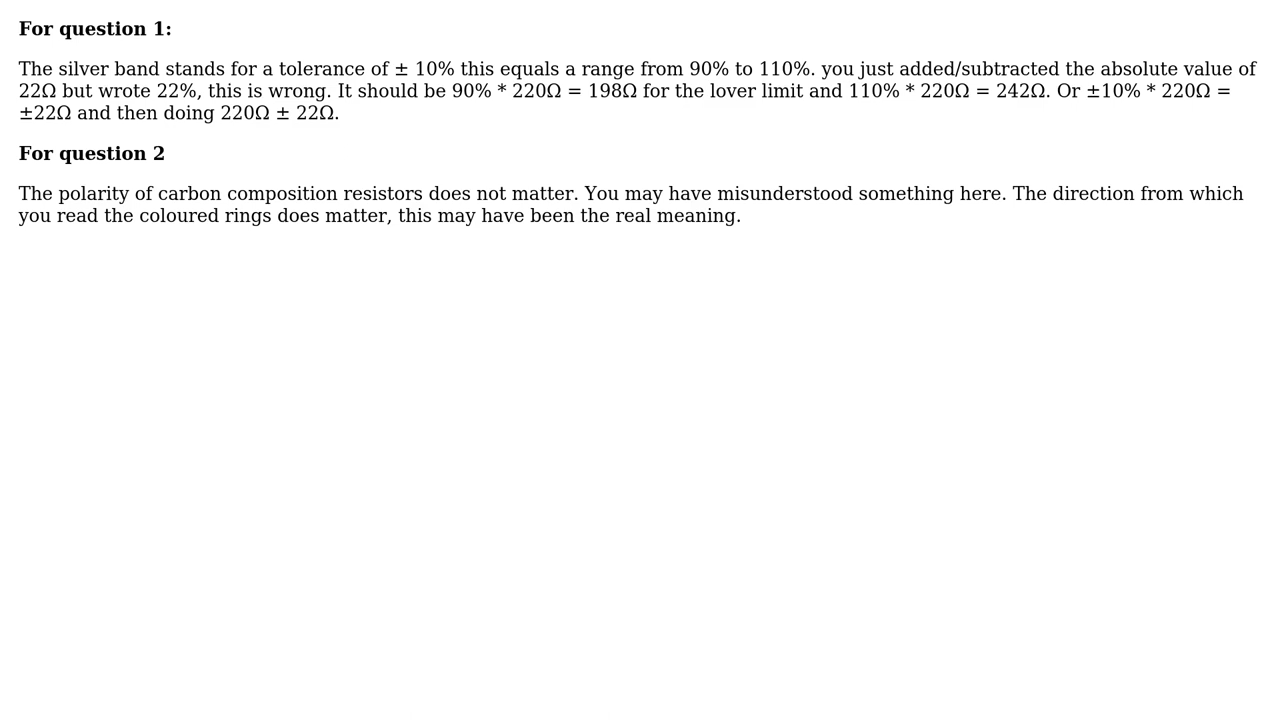 For question 1:
The silver band stands for a tolerance of ± 10% this equals a range from 90% to 110%. you just added/subtracted the absolute value of
22Ω but wrote 22%, this is wrong. It should be 90% * 220Ω = 198Ω for the lover limit and 110% * 220Ω = 242Ω. Or ±10% * 220Ω =
±22Ω and then doing 220Ω ± 22Ω.
For question 2
The polarity of carbon composition resistors does not matter. You may have misunderstood something here. The direction from which
you read the coloured rings does matter, this may have been the real meaning.